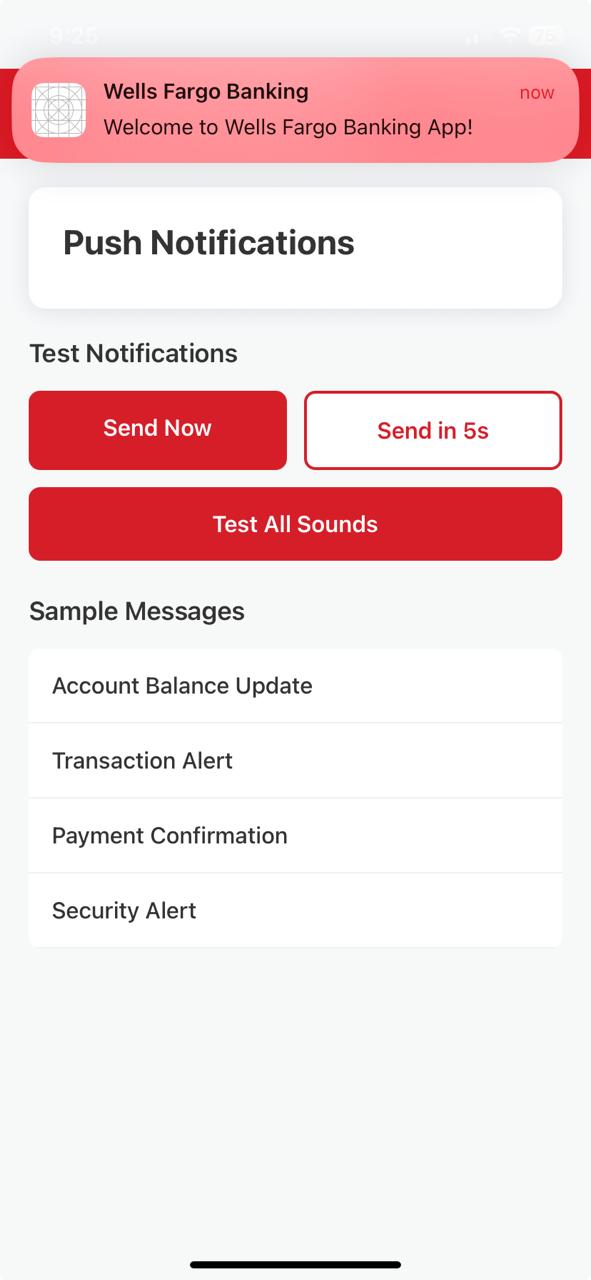 9:25
75
Wells Fargo Banking
now
Welcome to Wells Fargo Banking App!
Push Notifications
Test Notifications
Send Now
Send in 5s
Test All Sounds
Sample Messages
Account Balance Update
Transaction Alert
Payment Confirmation
Security Alert